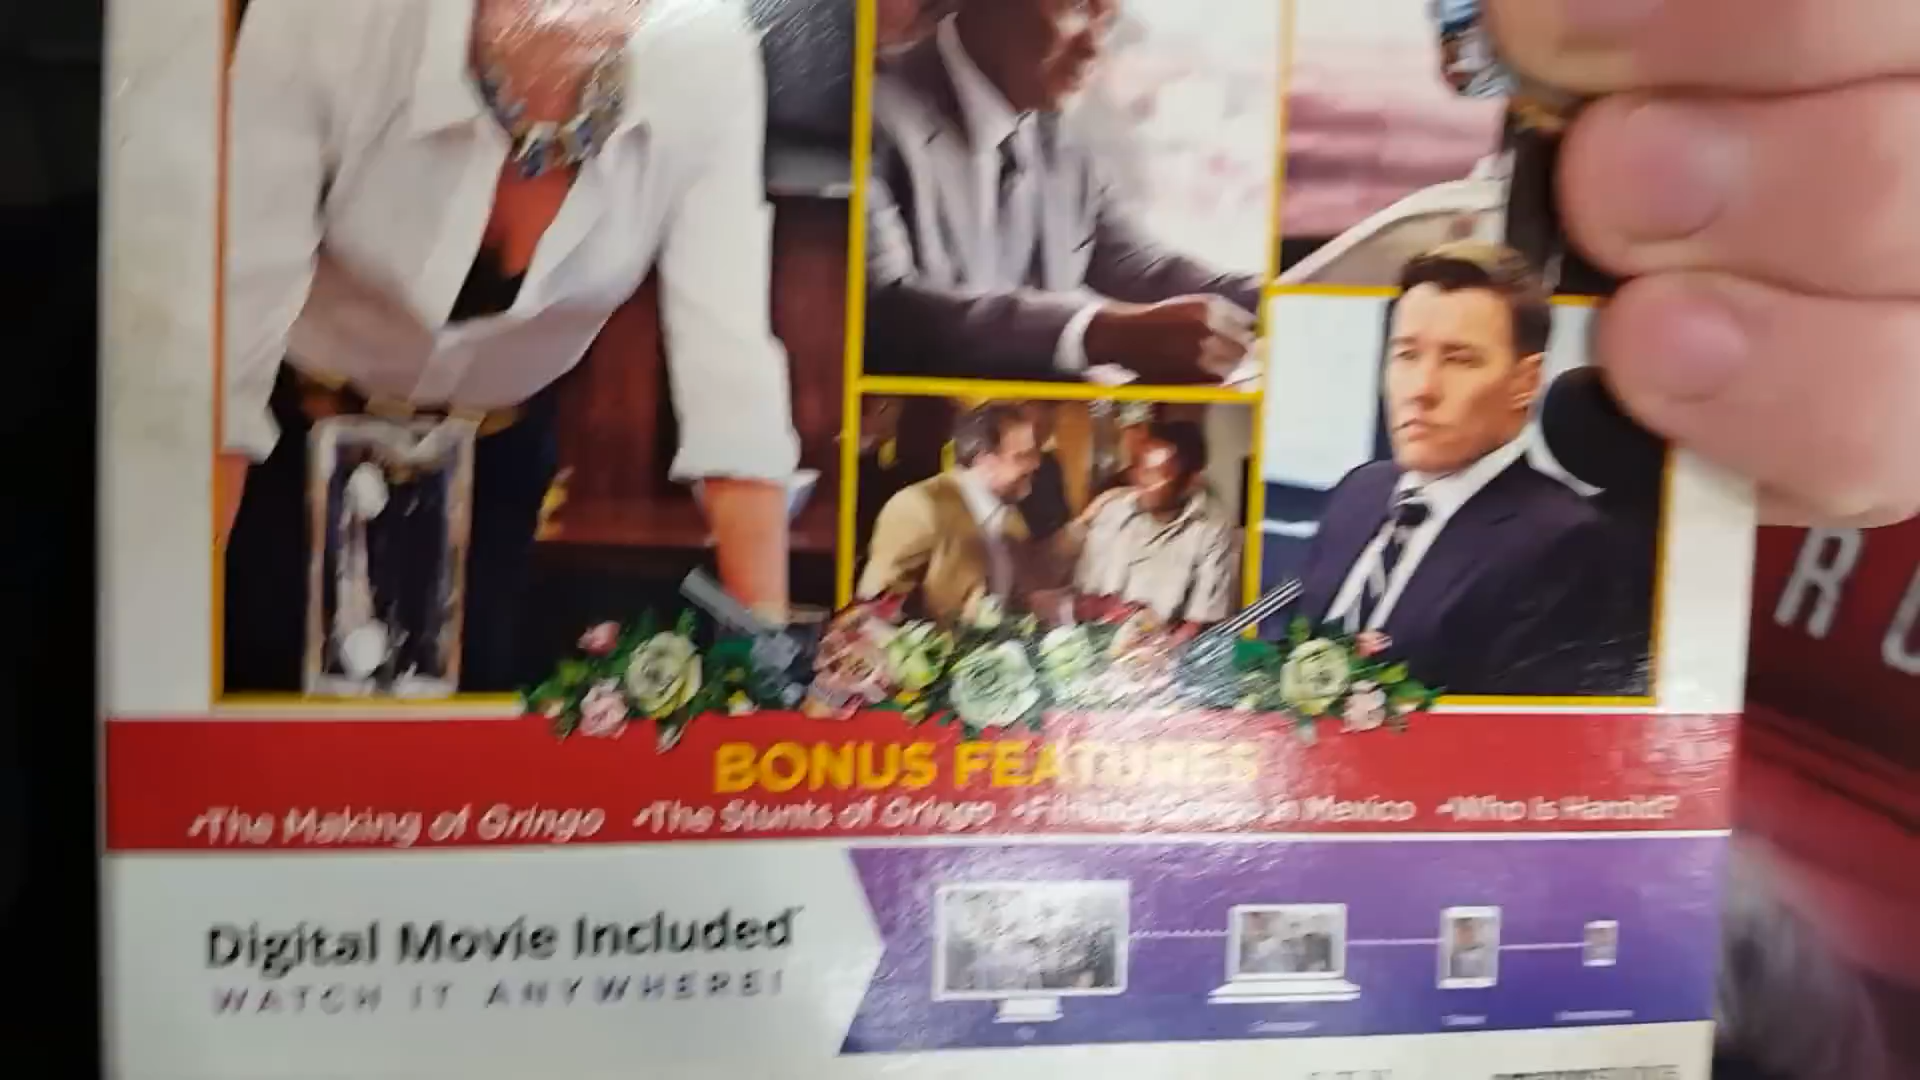 BONUS FEATURES
•The Making of Gringo •The Stunts of Gringo •Filming Gringo in Mexico •Who is Harold?
Digital Movie Included
WATCH IT ANYWHERE!
R